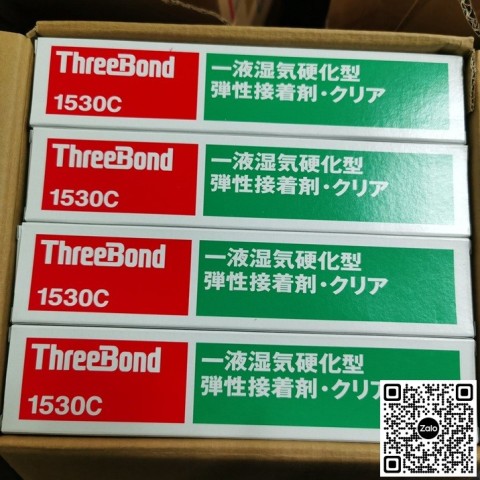 ThreeBond
1530C
一液湿気硬化型
弾性接着剤・クリア
ThreeBond
1530C
一液湿気硬化型
弾性接着剤・クリア
ThreeBond
1530C
一液湿気硬化型
弾性接着剤・クリア
ThreeBond
1530C
一液湿気硬化型
弾性接着剤・クリア
Zalo